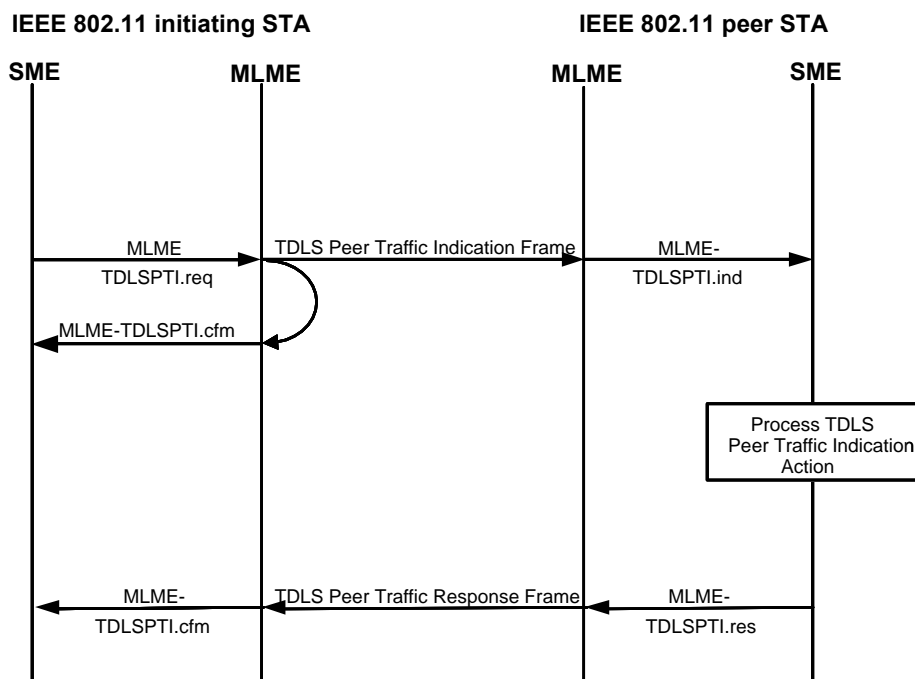 IEEE 802.11 initiating STA
IEEE 802.11 peer STA
SME
MLME
MLME
SME
MLME
TDLSPTI.req
TDLS Peer Traffic Indication Frame
MLME-
TDLSPTI.ind
MLME-TDLSPTI.cfm
Process TDLS
Peer Traffic Indication
Action
MLME-
TDLSPTI.cfm
TDLS Peer Traffic Response Frame
MLME-
TDLSPTI.res